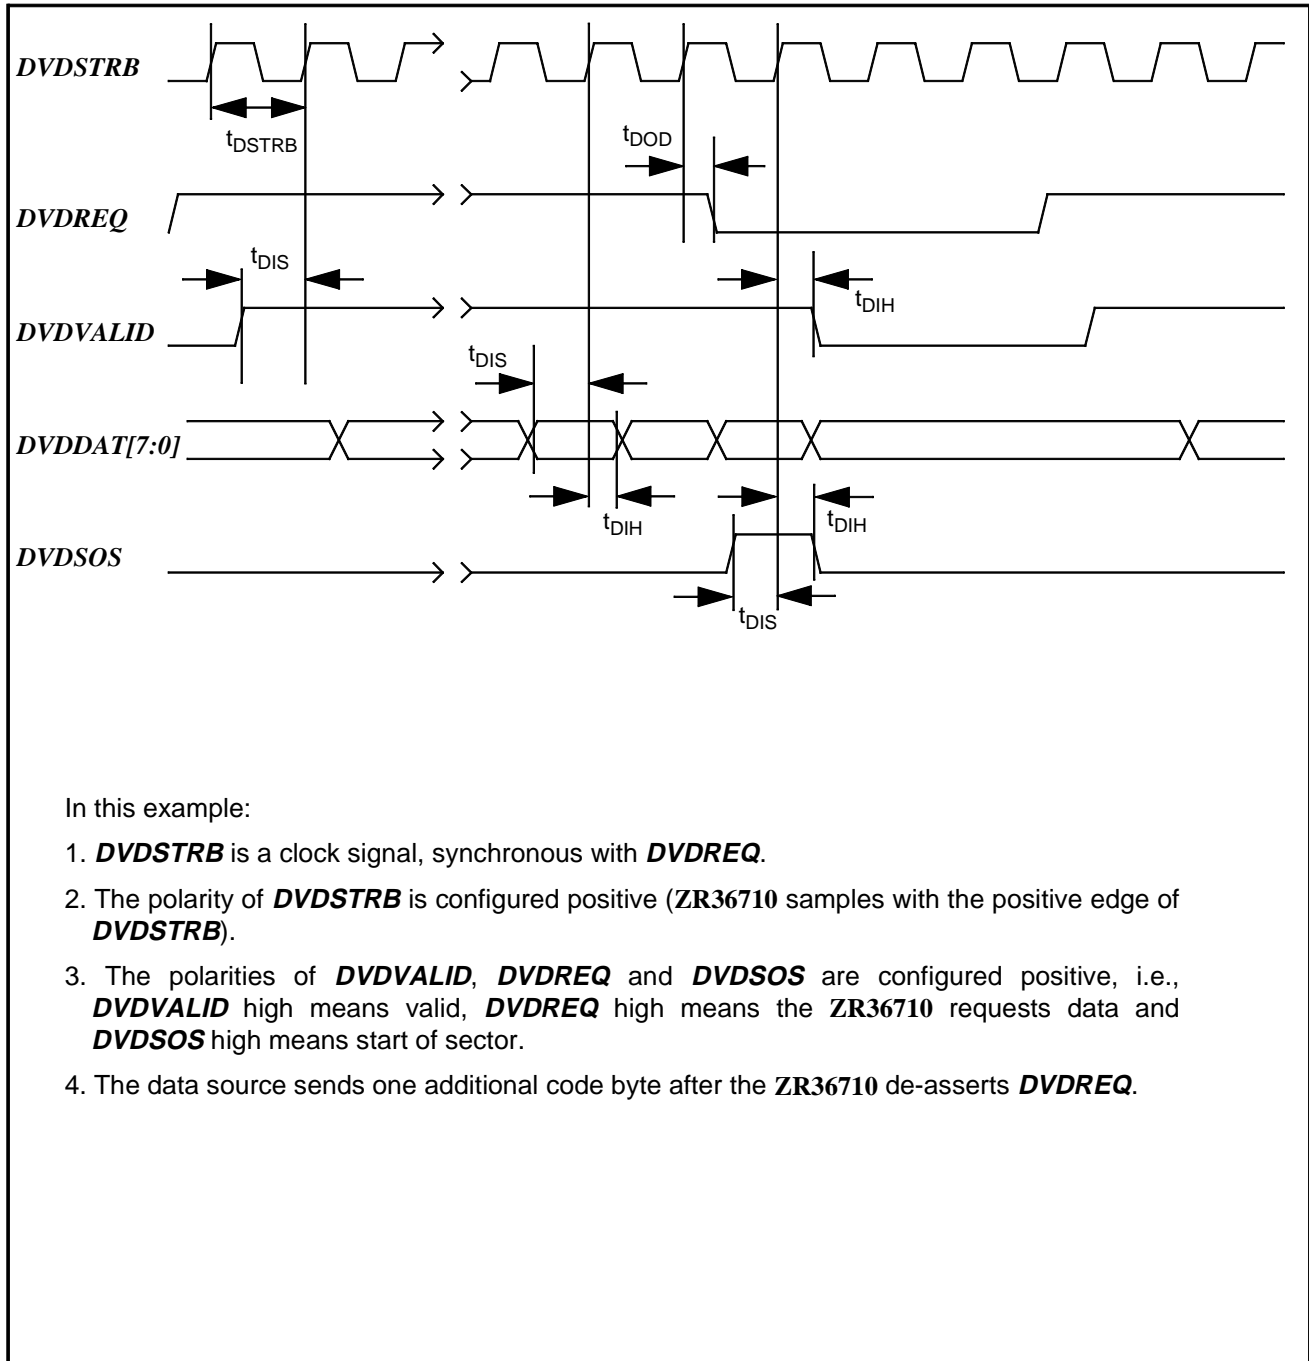 DVDSTRB
tDSTRB
tDOD
DVDREQ
tDIS
tDIH
DVDVALID
tDIS
DVDDAT[7:0]
tDIH
tDIH
DVDSOS
tDIS
In this example:
1. DVDSTRB is a clock signal, synchronous with DVDREQ.
2. The polarity of DVDSTRB is configured positive (ZR36710 samples with the positive edge of
DVDSTRB).
3. The polarities of DVDVALID, DVDREQ and DVDSOS are configured positive, i.e.,
DVDVALID high means valid, DVDREQ high means the ZR36710 requests data and
DVDSOS high means start of sector.
4. The data source sends one additional code byte after the ZR36710 de-asserts DVDREQ.